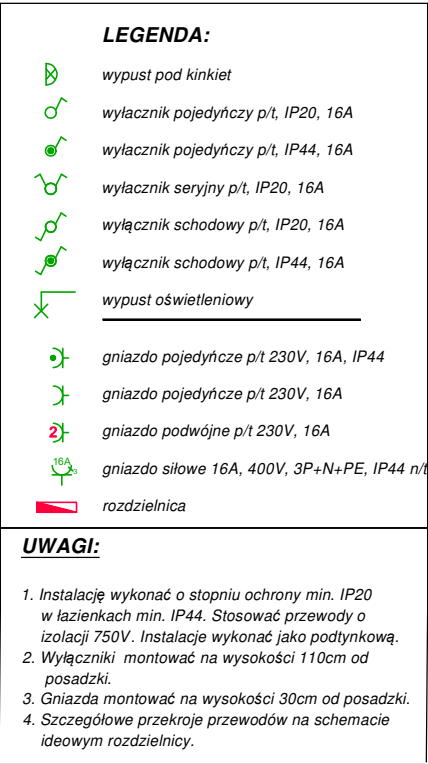 LEGENDA:
wypust pod kinkiet
wyłacznik pojedyńczy p/t, IP20, 16A
wyłacznik pojedyńczy p/t, IP44, 16A
wyłacznik seryjny p/t, IP20, 16A
wyłącznik schodowy p/t, IP20, 16A
wyłącznik schodowy p/t, IP44, 16A
wypust oświetleniowy
gniazdo pojedyńcze p/t 230V, 16A, IP44
gniazdo pojedyńcze p/t 230V, 16A
2 gniazdo podwójne p/t 230V, 16A
16A 3 gniazdo siłowe 16A, 400V, 3P+N+PE, IP44 n/t
rozdzielnica
UWAGI:
1. Instalację wykonać o stopniu ochrony min. IP20
w łazienkach min. IP44. Stosować przewody o
izolacji 750V. Instalacje wykonać jako podtynkową.
2. Wyłączniki montować na wysokości 110cm od
posadzki.
3. Gniazda montować na wysokości 30cm od posadzki.
4. Szczegółowe przekroje przewodów na schemacie
ideowym rozdzielnicy.